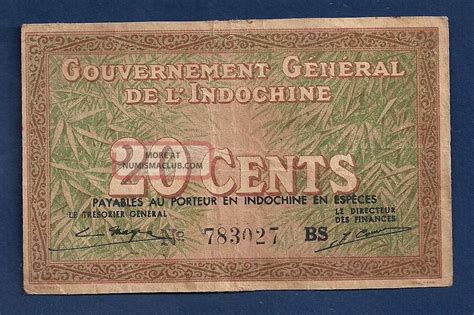 GOUVERNEMENT GÉNÉRAL
DE L'INDOCHINE
MORE AT
NUMISMACLUB.COM
20 CENTS
PAYABLES AU PORTEUR EN INDOCHINE EN ESPÈCES
LE TRÉSORIER GENERAL
LE DIRECTEUR
DES FINANCES
No 783027 BS